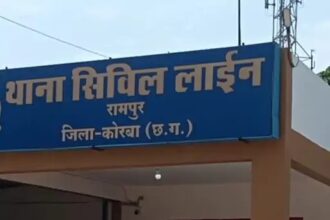 थाना सिविल लाईन
रामपुर
जिला-कोरबा (छ.ग.)